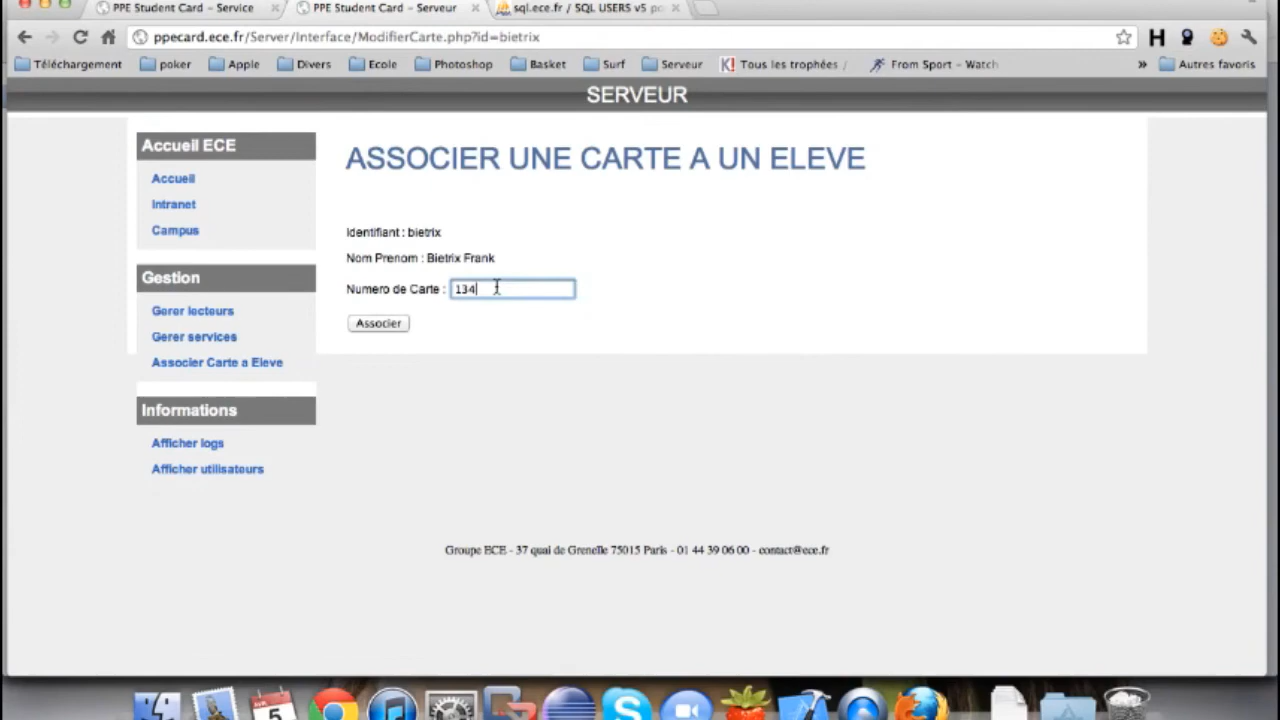 PPE Student Card - Service
PPE Student Card - Serveur
sql.ece.fr / SQL USERS v5
ppecard.ece.fr/Server/Interface/ModifierCarte.php?id=bietrix
Téléchargement poker Apple Divers Ecole Photoshop Basket Surf Serveur K! Tous les trophées / From Sport - Watch » Autres favoris
SERVEUR
Accueil ECE
Accueil
Intranet
Campus
Gestion
Gerer lecteurs
Gerer services
Associer Carte a Eleve
Informations
Afficher logs
Afficher utilisateurs
ASSOCIER UNE CARTE A UN ELEVE
Identifiant : bietrix
Nom Prenom : Bietrix Frank
Numero de Carte : 134
Associer
Groupe ECE - 37 quai de Grenelle 75015 Paris - 01 44 39 06 00 - contact@ece.fr
5